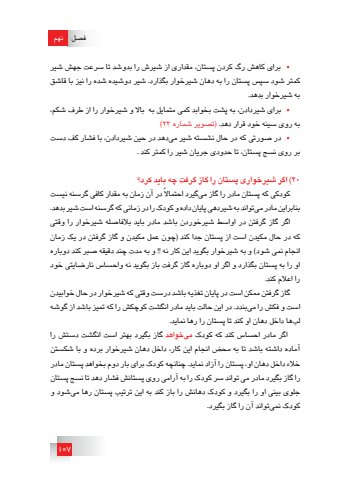 فصل نهم
• برای کاهش رگ کردن پستان، مقداری از شیرش را بدوشد تا سرعت جهش شیر
کمتر شود سپس پستان را به دهان شیرخوار بگذارد. شیر دوشیده شده را نیز با قاشق
به شیرخوار بدهد.
• برای شیردادن، به پشت بخوابد کمی متمایل به بالا و شیرخوار را از طرف شکم،
به روی سینه خود قرار دهد. (تصویر شماره ۲۲)
• در صورتی که در حال نشسته شیر می‌دهد در حین شیردادن، با فشار کف دست
بر روی نسج پستان، تا حدودی جریان شیر را کمتر کند .
۲۰) اگر شیرخواری پستان را گاز گرفت چه باید کرد؟
کودکی که پستان مادر را گاز می‌گیرد احتمالاً در آن زمان به مقدار کافی گرسنه نیست
بنابراین مادر می‌تواند به شیردهی پایان داده و کودک را در زمانی که گرسنه است شیر بدهد.
اگر گاز گرفتن در اواسط شیرخوردن باشد مادر باید بلافاصله شیرخوار را وقتی
که در حال مکیدن است از پستان جدا کند (چون عمل مکیدن و گاز گرفتن در یک زمان
انجام نمی شود) و به شیرخوار بگوید این کار نه !! و به مدت چند دقیقه صبر کند دوباره
او را به پستان بگذارد و اگر او دوباره گاز گرفت باز بگوید نه واحساس نارضایتی خود
را اعلام کند.
گاز گرفتن ممکن است در پایان تغذیه باشد درست وقتی که شیرخوار در حال خوابیدن
است و فکش را می‌بندد. در این حالت باید مادر انگشت کوچکش را که تمیز باشد از گوشه
لب‌ها داخل دهان او کند تا پستان را رها نماید.
اگر مادر احساس کند که کودک می‌خواهد گاز بگیرد بهتر است انگشت دستش را
آماده داشته باشد تا به محض انجام این کار، داخل دهان شیرخوار برده و با شکستن
خلاء داخل دهان او، پستان را آزاد نماید. چنانچه کودک برای بار دوم بخواهد پستان مادر
را گاز بگیرد مادر می تواند سر کودک را به آرامی روی پستانش فشار دهد تا نسج پستان
جلوی بینی او را بگیرد و کودک دهانش را باز کند به این ترتیب پستان رها می‌شود و
کودک نمی‌تواند آن را گاز بگیرد.
۱۰۷